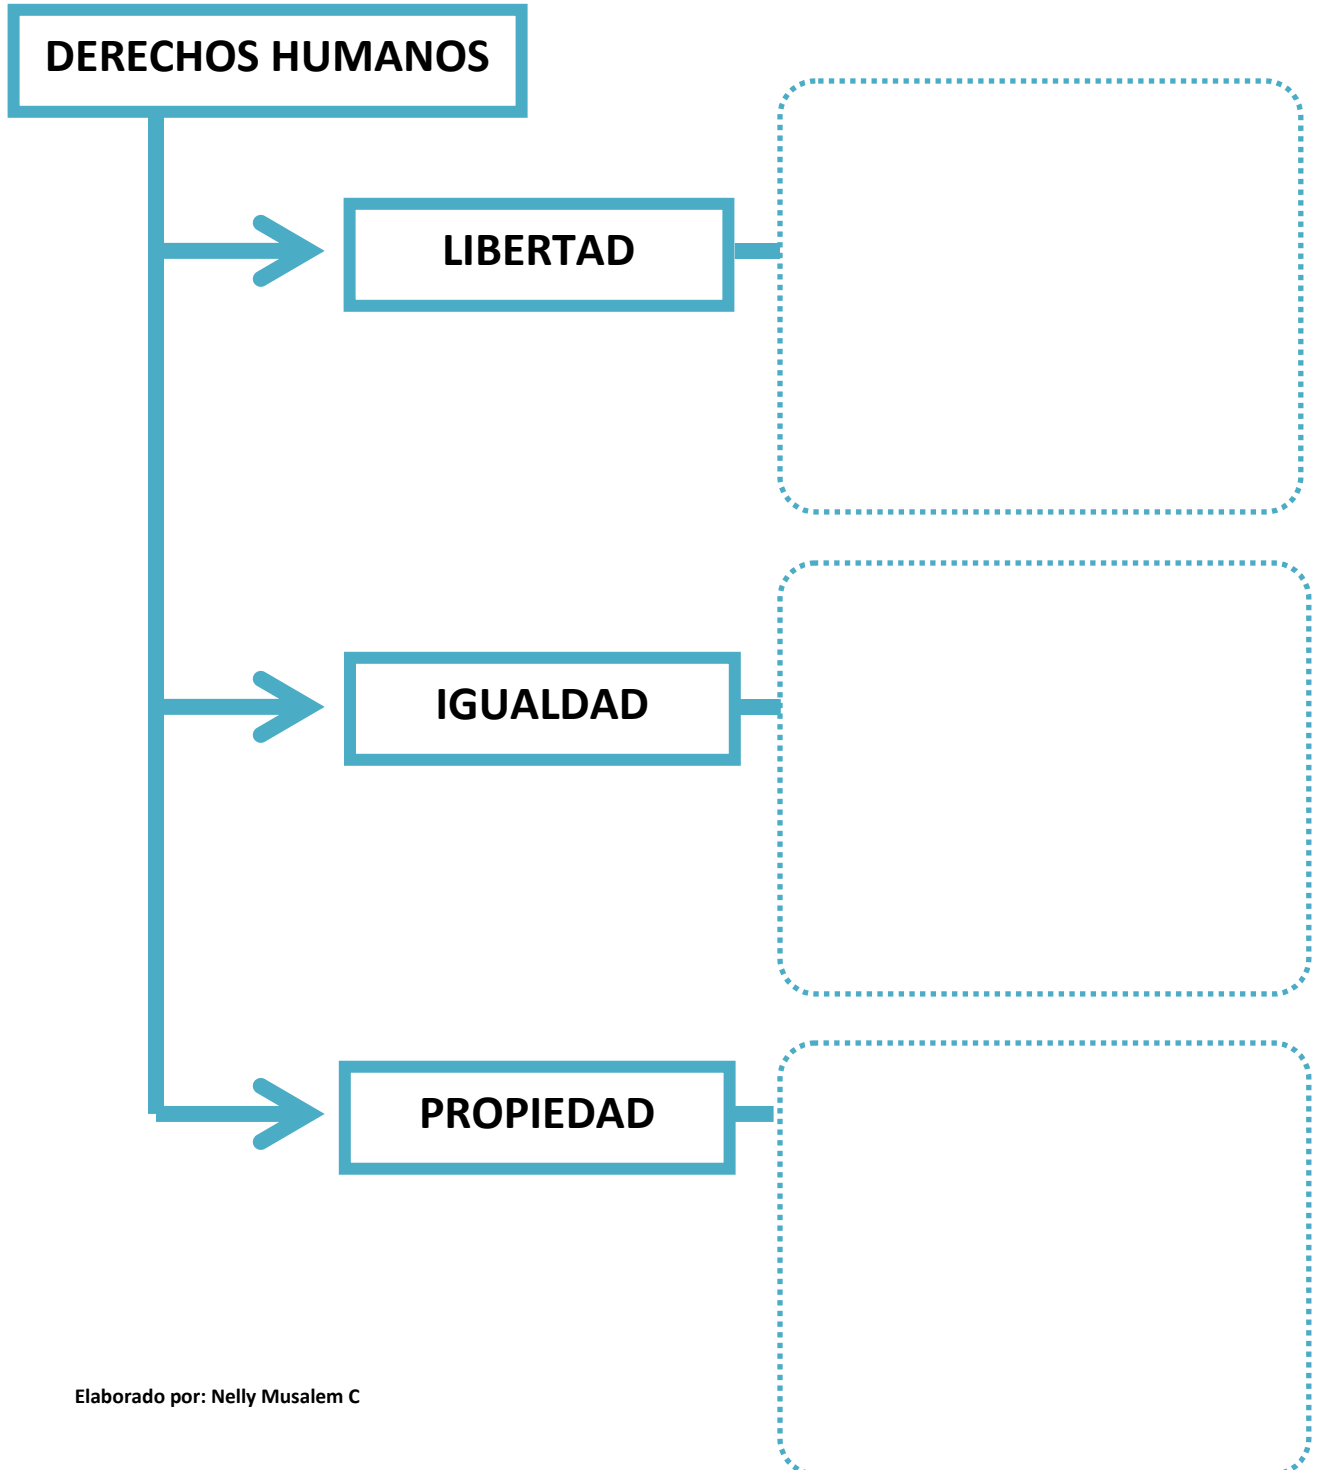 DERECHOS HUMANOS
LIBERTAD
IGUALDAD
PROPIEDAD
Elaborado por: Nelly Musalem C